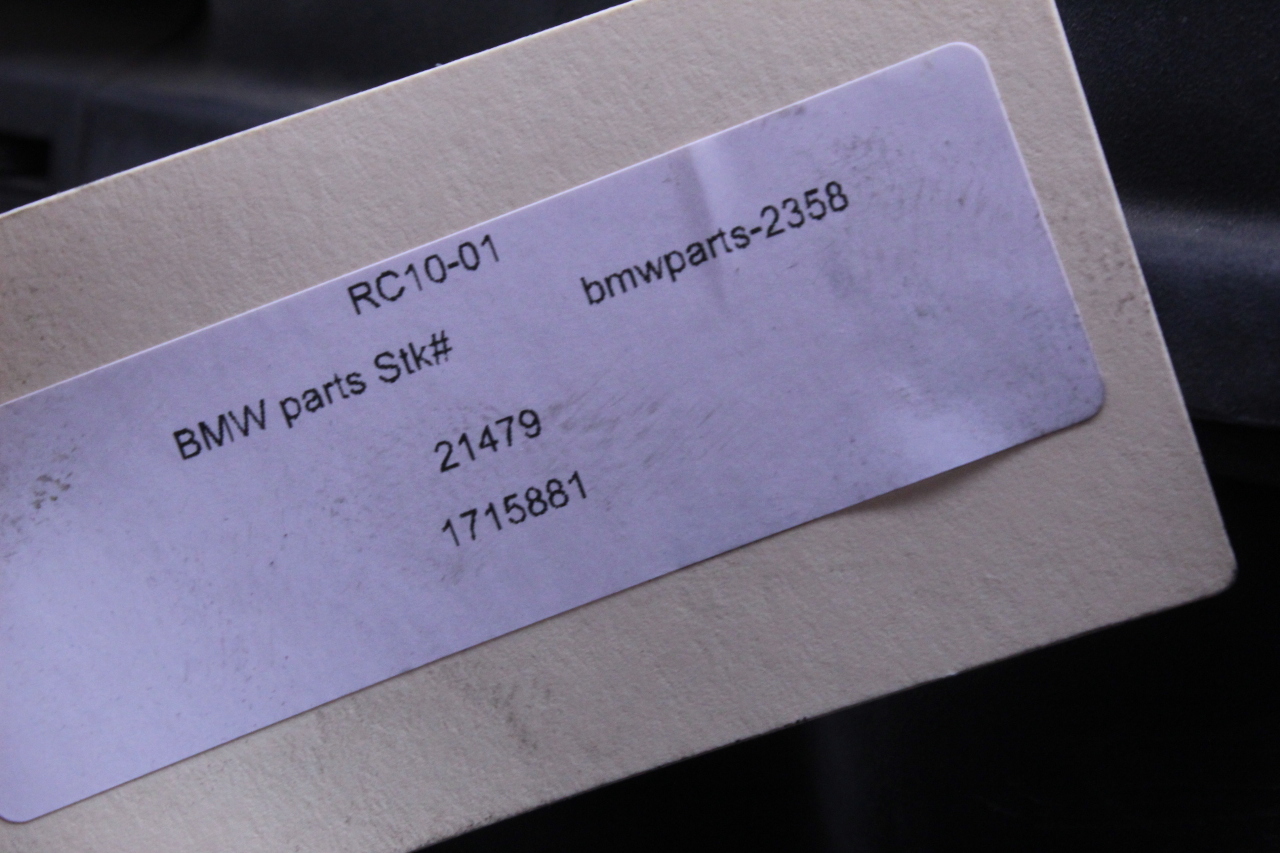 RC10-01
bmwparts-2358
BMW parts Stk#
21479
1715881